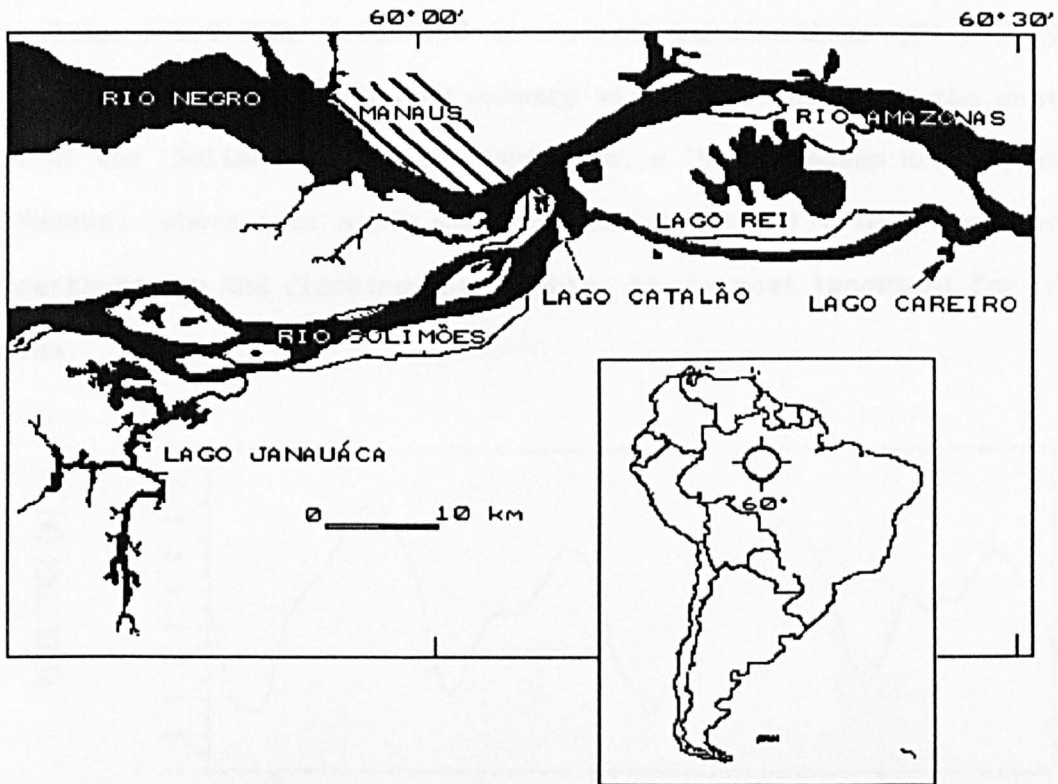 60°00' 60°30'
RIO NEGRO
MANAUS
RIO AMAZONAS
LAGO REI
LAGO CATALÃO
LAGO CAREIRO
RIO SOLIMÕES
LAGO JANAUÁCA
0 10 km
60°